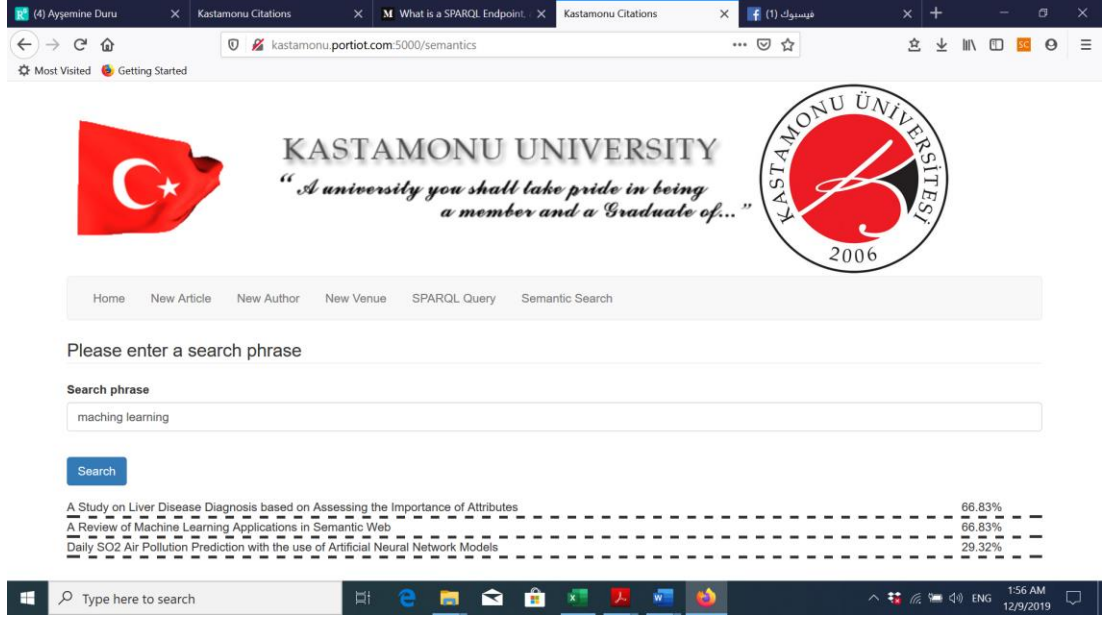 (4) Ayşemine Duru
Kastamonu Citations
M What is a SPARQL Endpoint,
Kastamonu Citations
فيسبوك (1)
kastamonu.portiot.com:5000/semantics
Most Visited
Getting Started
KASTAMONU UNIVERSITY
“A university you shall take pride in being
a member and a Graduate of...”
KASTAMONU ÜNİVERSİTESİ
2006
Home New Article New Author New Venue SPARQL Query Semantic Search
Please enter a search phrase
Search phrase
maching learning
Search
A Study on Liver Disease Diagnosis based on Assessing the Importance of Attributes 66.83%
A Review of Machine Learning Applications in Semantic Web 66.83%
Daily SO2 Air Pollution Prediction with the use of Artificial Neural Network Models 29.32%
Type here to search
ENG
1:56 AM
12/9/2019